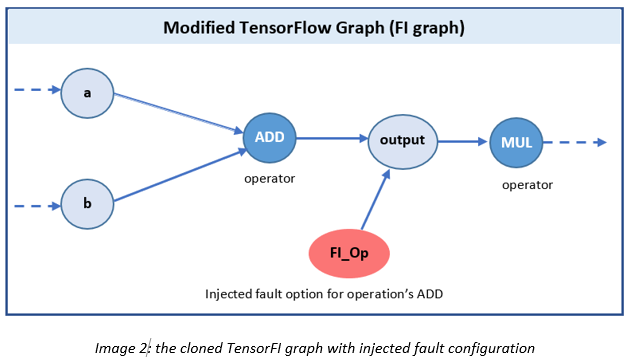 Modified TensorFlow Graph (FI graph)
a
ADD
operator
b
output
MUL
operator
FI_Op
Injected fault option for operation's ADD
Image 2: the cloned TensorFI graph with injected fault configuration